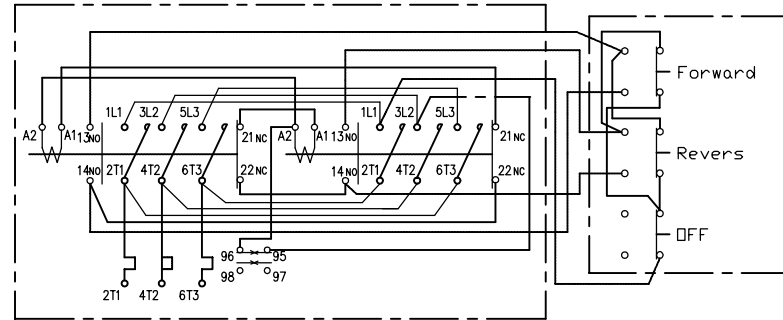 1L1 3L2 5L3 1L1 3L2 5L3
A2 A1 13NO 21NC A2 A1 13NO 21NC
14NO 2T1 4T2 6T3 22NC 14NO 2T1 4T2 6T3 22NC
96 95
98 97
2T1 4T2 6T3
Forward
Revers
OFF